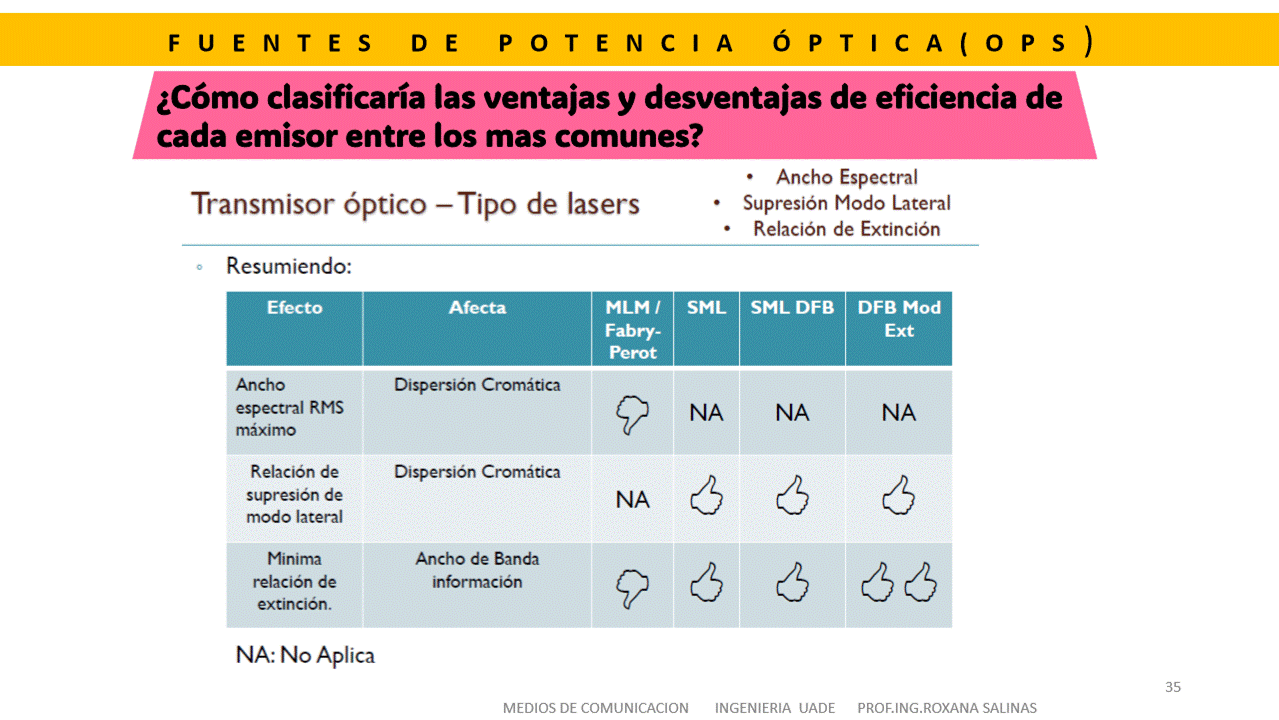 FUENTES DE POTENCIA ÓPTICA(OPS)
¿Cómo clasificaría las ventajas y desventajas de eficiencia de
cada emisor entre los mas comunes?
Transmisor óptico – Tipo de lasers
• Ancho Espectral
• Supresión Modo Lateral
• Relación de Extinción
◦ Resumiendo:
Efecto Afecta MLM / SML SML DFB DFB Mod
Fabry- Ext
Perot
Ancho Dispersión Cromática
espectral RMS NA NA NA
máximo
Relación de Dispersión Cromática
supresión de NA
modo lateral
Minima Ancho de Banda
relación de información
extinción.
NA: No Aplica
35
MEDIOS DE COMUNICACION INGENIERIA UADE PROF.ING.ROXANA SALINAS